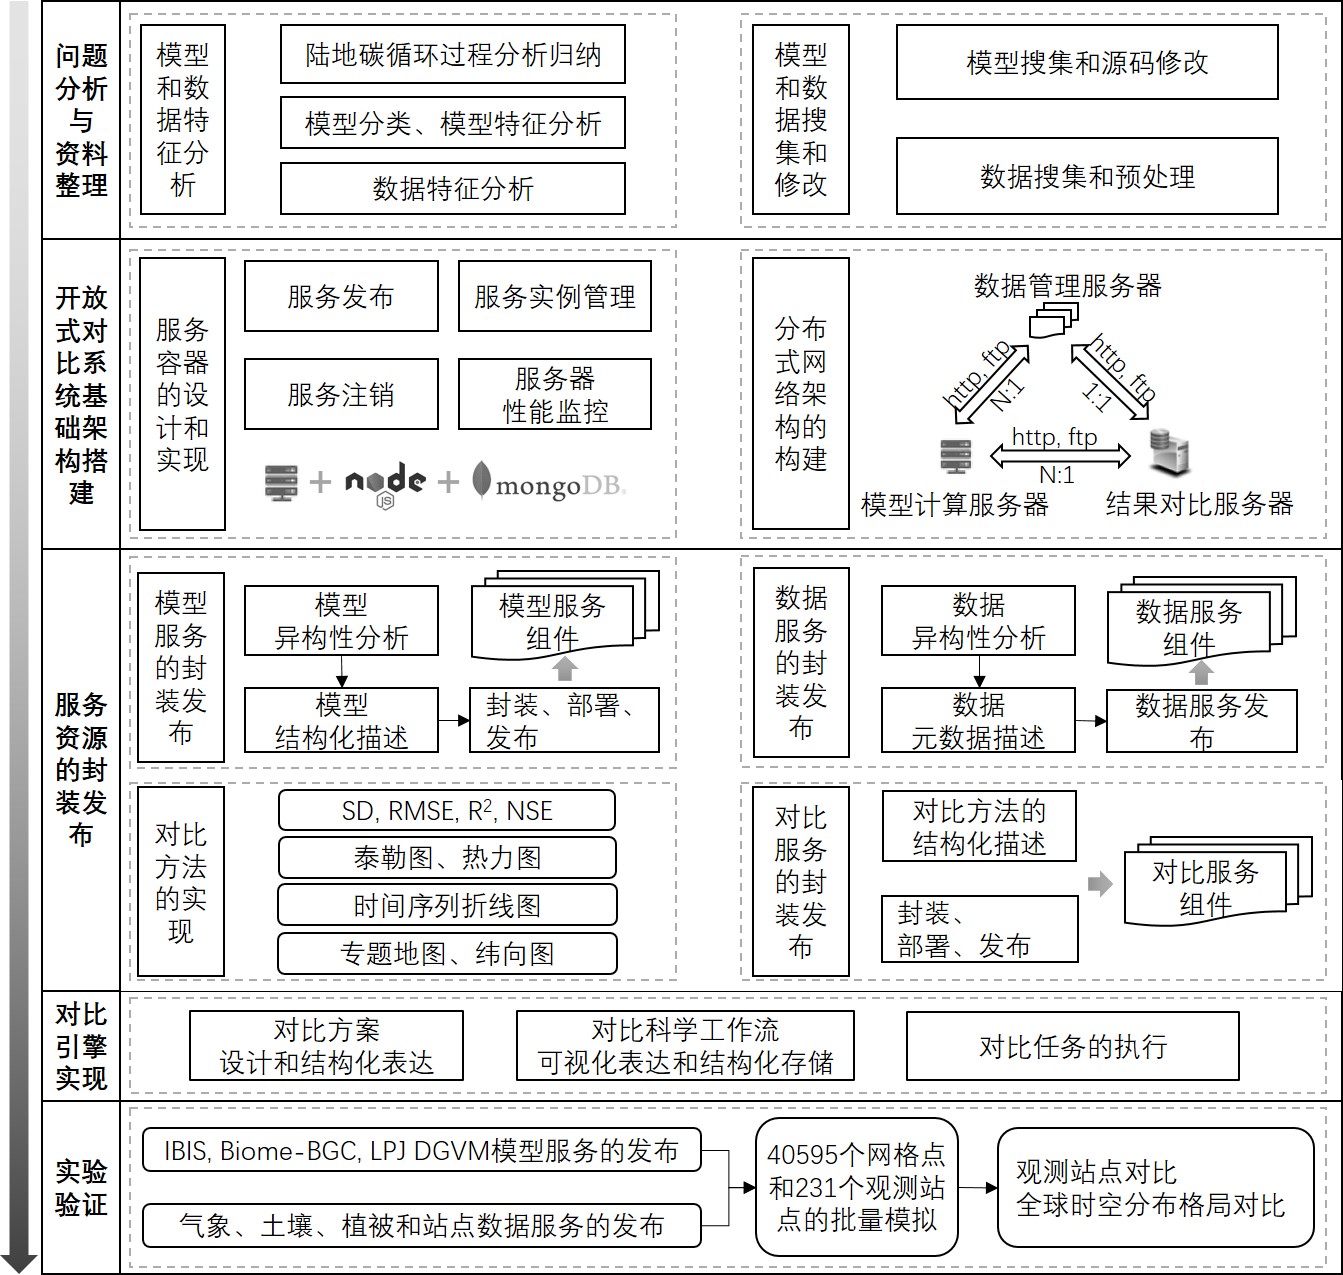 问题
分析
与
资料
整理
模型
和数
据特
征分
析
陆地碳循环过程分析归纳
模型分类、模型特征分析
数据特征分析
模型
和数
据搜
集和
修改
模型搜集和源码修改
数据搜集和预处理
开放
式对
比系
统基
础架
构搭
建
服务
容器
的设
计和
实现
服务发布
服务实例管理
服务注销
服务器
性能监控
+
node
JS
+
mongoDB®
分布
式网
络架
构的
构建
数据管理服务器
http, ftp
N:1
http, ftp
1:1
http, ftp
N:1
模型计算服务器
结果对比服务器
服务
资源
的封
装发
布
模型
服务
的封
装发
布
模型
异构性分析
模型
结构化描述
模型服务
组件
封装、部署、
发布
数据
服务
的封
装发
布
数据
异构性分析
数据
元数据描述
数据服务
组件
数据服务发
布
对比
方法
的实
现
SD, RMSE, R², NSE
泰勒图、热力图
时间序列折线图
专题地图、纬向图
对比
服务
的封
装发
布
对比方法的
结构化描述
封装、
部署、发布
对比服务
组件
对比
引擎
实现
对比方案
设计和结构化表达
对比科学工作流
可视化表达和结构化存储
对比任务的执行
实验
验证
IBIS, Biome-BGC, LPJ DGVM模型服务的发布
气象、土壤、植被和站点数据服务的发布
40595个网格点
和231个观测站
点的批量模拟
观测站点对比
全球时空分布格局对比